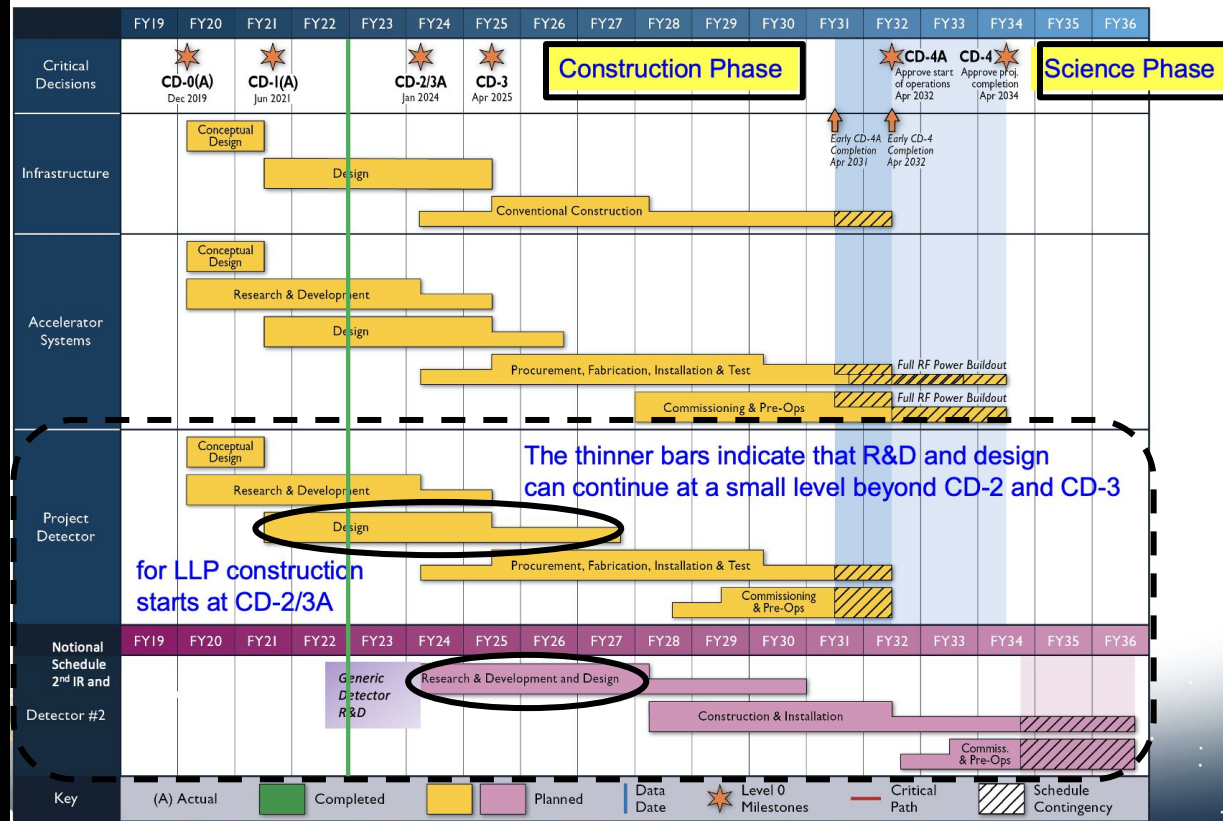 FY19 FY20 FY21 FY22 FY23 FY24 FY25 FY26 FY27 FY28 FY29 FY30 FY31 FY32 FY33 FY34 FY35 FY36
Critical
Decisions
CD-0(A)
Dec 2019
CD-1(A)
Jun 2021
CD-2/3A
Jan 2024
CD-3
Apr 2025
Construction Phase
CD-4A
Approve start
of operations
Apr 2032
CD-4
Approve proj.
completion
Apr 2034
Science Phase
Infrastructure
Conceptual
Design
Design
Conventional Construction
Early CD-4A
Completion
Apr 2031
Early CD-4
Completion
Apr 2032
Accelerator
Systems
Conceptual
Design
Research & Development
Design
Procurement, Fabrication, Installation & Test
Full RF Power Buildout
Commissioning & Pre-Ops
Full RF Power Buildout
Project
Detector
Conceptual
Design
The thinner bars indicate that R&D and design
can continue at a small level beyond CD-2 and CD-3
Research & Development
Design
for LLP construction
starts at CD-2/3A
Procurement, Fabrication, Installation & Test
Commissioning
& Pre-Ops
FY19 FY20 FY21 FY22 FY23 FY24 FY25 FY26 FY27 FY28 FY29 FY30 FY31 FY32 FY33 FY34 FY35 FY36
Notional
Schedule
2nd IR and
Detector #2
Generic
Detector
R&D
Research & Development and Design
Construction & Installation
Commiss.
& Pre-Ops
Key
(A) Actual
Completed
Planned
Data
Date
Level 0
Milestones
Critical
Path
Schedule
Contingency